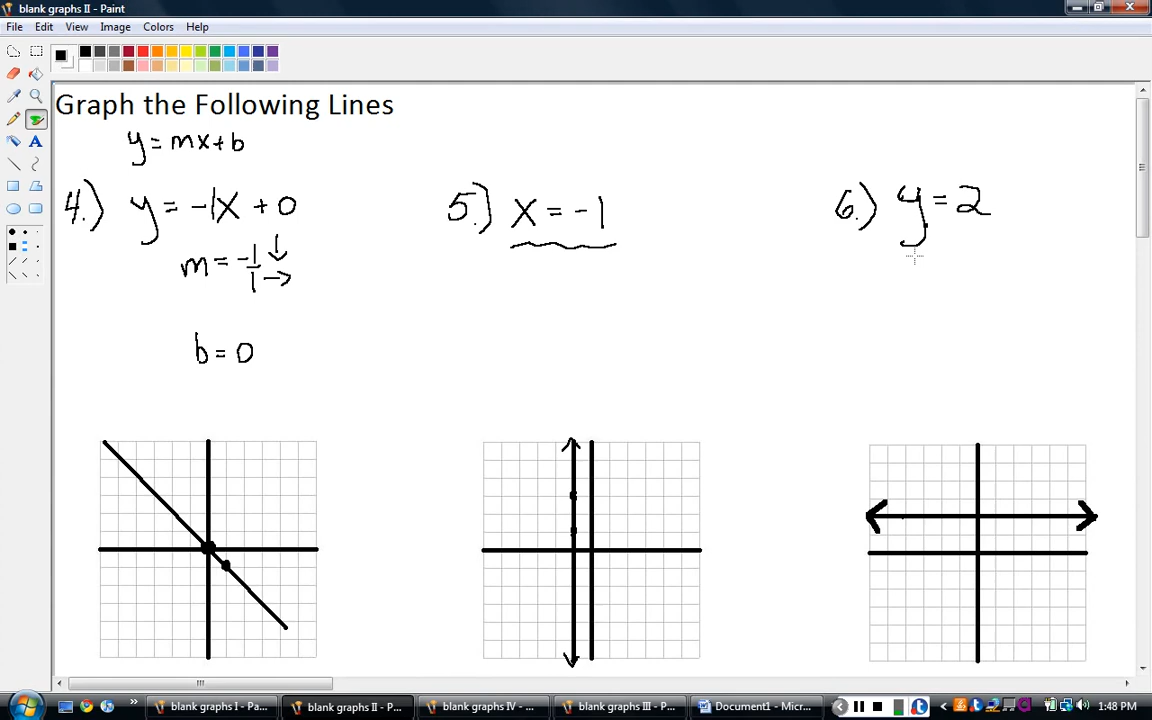 blank graphs II - Paint
File Edit View Image Colors Help
Graph the Following Lines
y = mx + b
4.) y = -1x + 0
5.) x = -1
6.) y = 2
m = -1/1 ↓ →
b = 0
blank graphs I - Pa...
blank graphs II - P...
blank graphs IV - ...
blank graphs III - P...
Document1 - Micr...
1:48 PM